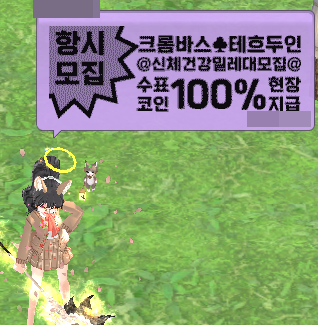 항시
모집
크롬바스♠테흐두인
@신체건강밀레대모집@
수표 코인 100% 현장 지급